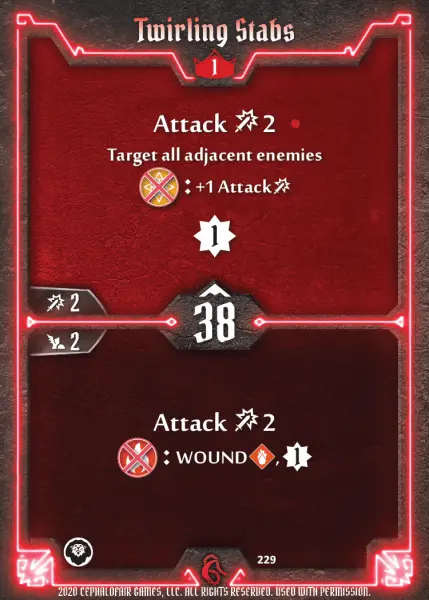 Twirling Stabs
1
Attack 2
Target all adjacent enemies
: +1 Attack
1
2
38
2
Attack 2
: WOUND , 1
229
2020 CEPHALOFAIR GAMES, LLC. ALL RIGHTS RESERVED. USED WITH PERMISSION.